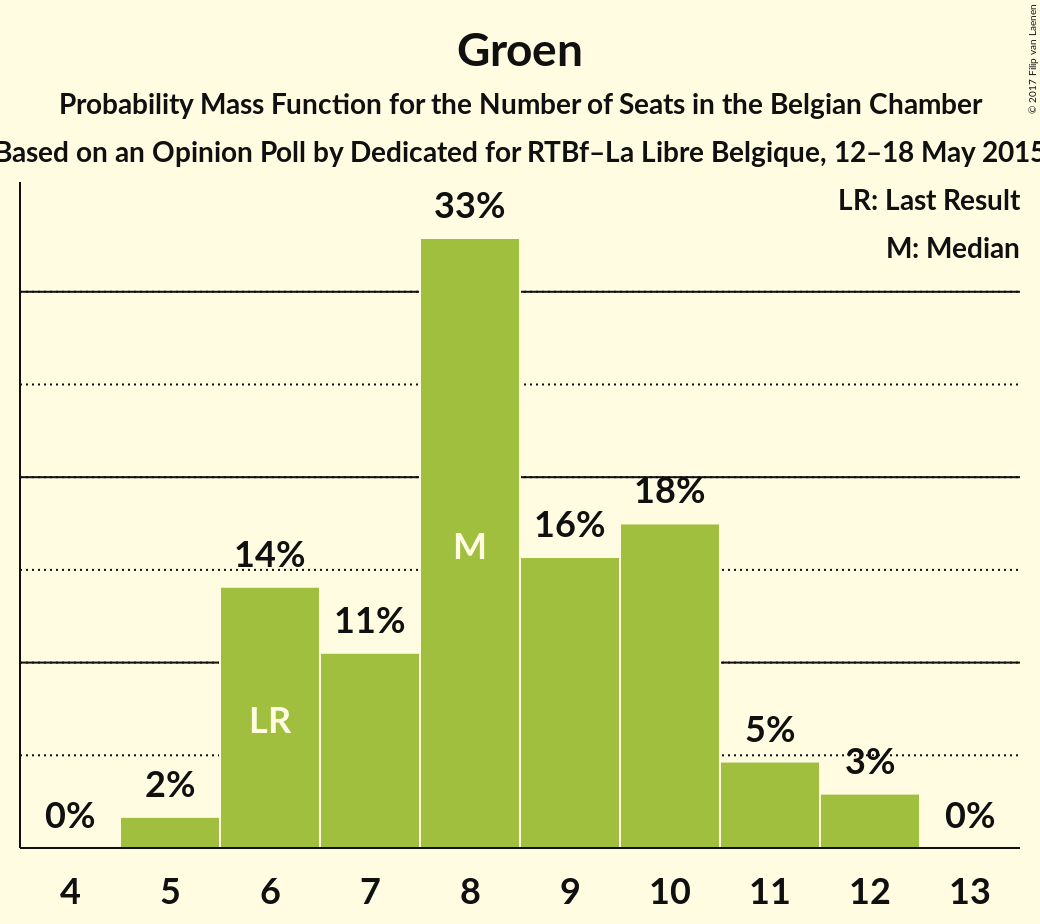 © 2017 Filip van Laenen
Groen
Probability Mass Function for the Number of Seats in the Belgian Chamber
Based on an Opinion Poll by Dedicated for RTBf–La Libre Belgique, 12–18 May 2015
LR: Last Result
M: Median
0% 2% 14% 11% 33% 16% 18% 5% 3% 0%
LR M
4 5 6 7 8 9 10 11 12 13